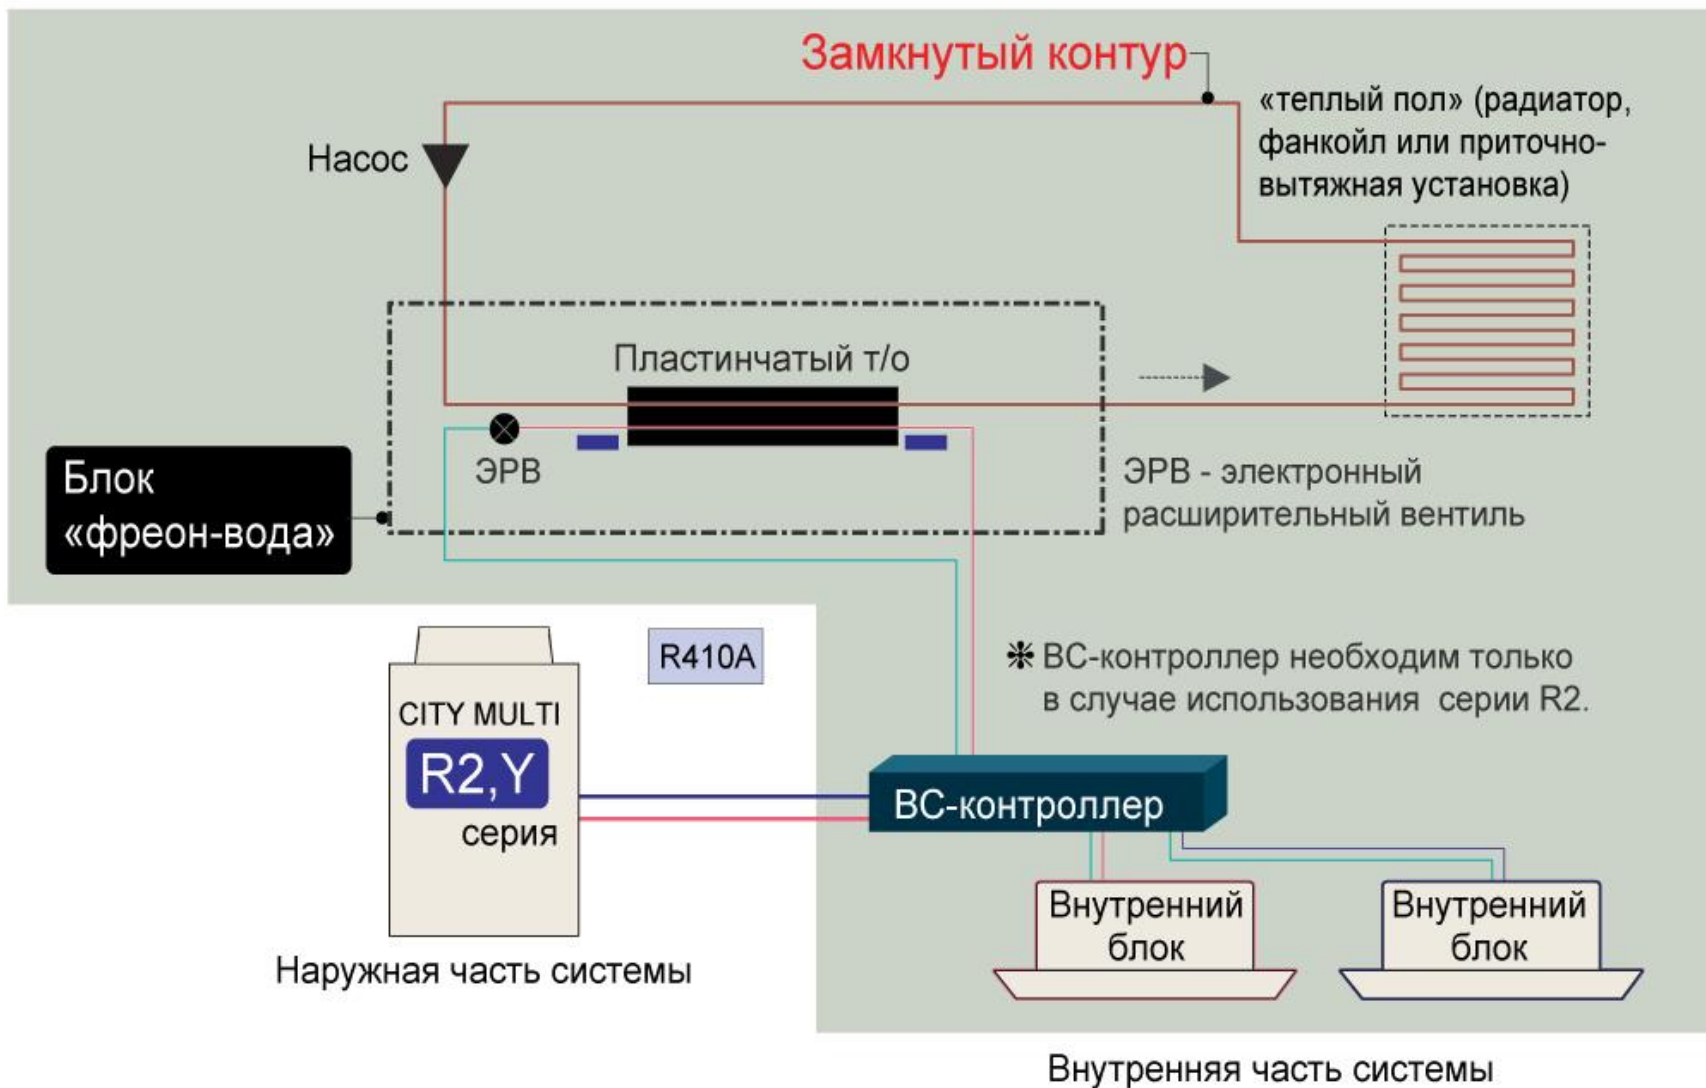 Замкнутый контур
«теплый пол» (радиатор,
фанкойл или приточно-
вытяжная установка)
Насос
Пластинчатый т/о
ЭРВ
Блок
«фреон-вода»
ЭРВ - электронный
расширительный вентиль
R410A
❉ ВС-контроллер необходим только
в случае использования серии R2.
CITY MULTI
R2,Y
серия
ВС-контроллер
Внутренний
блок
Внутренний
блок
Наружная часть системы
Внутренняя часть системы